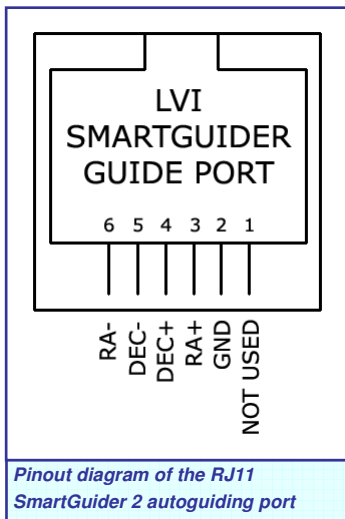 LVI
SMARTGUIDER
GUIDE PORT
6 5 4 3 2 1
RA-
DEC-
DEC+
RA+
GND
NOT USED
Pinout diagram of the RJ11
SmartGuider 2 autoguiding port